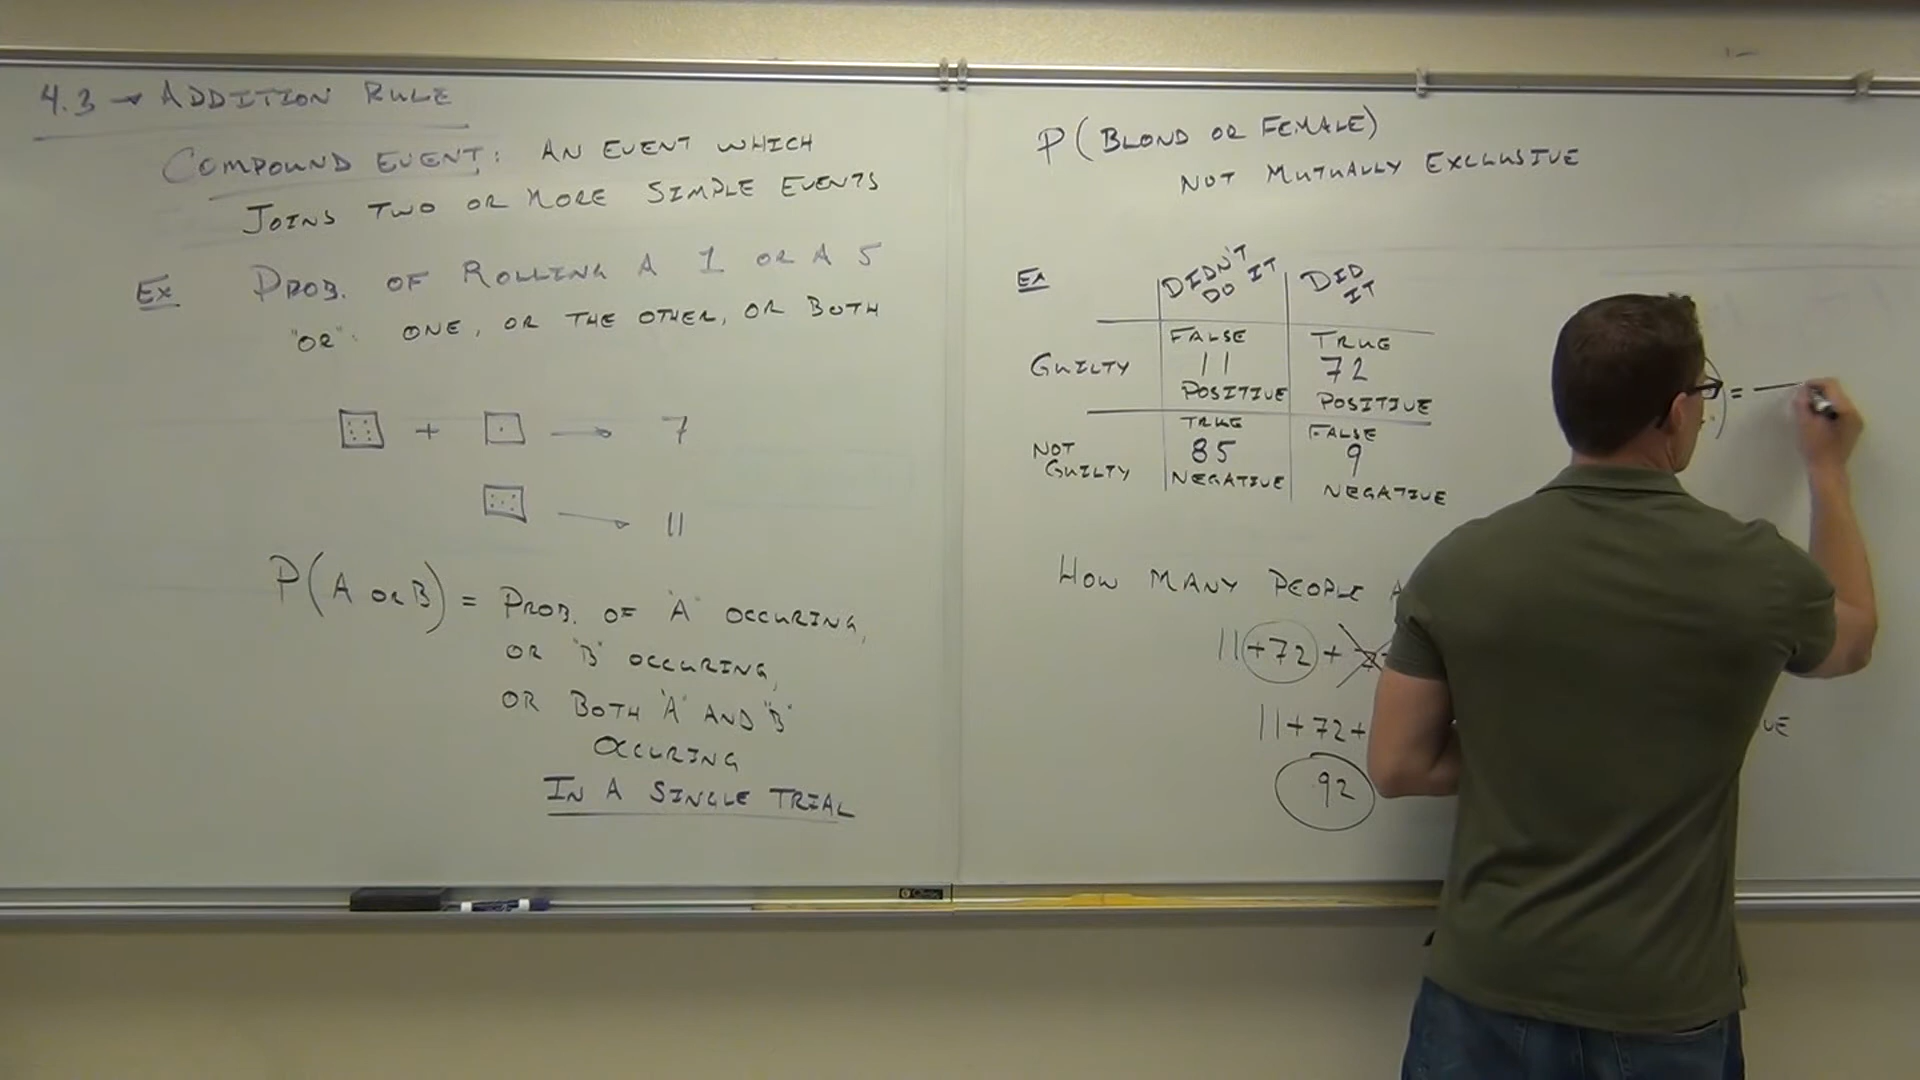 4.3 → ADDITION RULE
COMPOUND EVENT: AN EVENT WHICH
JOINS TWO OR MORE SIMPLE EVENTS
EX PROB. OF ROLLING A 1 OR A 5
"OR": ONE, OR THE OTHER, OR BOTH
+ → 7
→ 11
P(A OR B) = PROB. OF "A" OCCURING,
OR "B" OCCURING,
OR BOTH "A" AND "B"
OCCURING
IN A SINGLE TRIAL
P(BLOND OR FEMALE)
NOT MUTUALLY EXCLUSIVE
EX
DIDN'T
DO IT
DID
IT
GUILTY
FALSE
11
POSITIVE
TRUE
72
POSITIVE
NOT
GUILTY
TRUE
85
NEGATIVE
FALSE
9
NEGATIVE
) =
HOW MANY PEOPLE
11+72+
11+72+
92